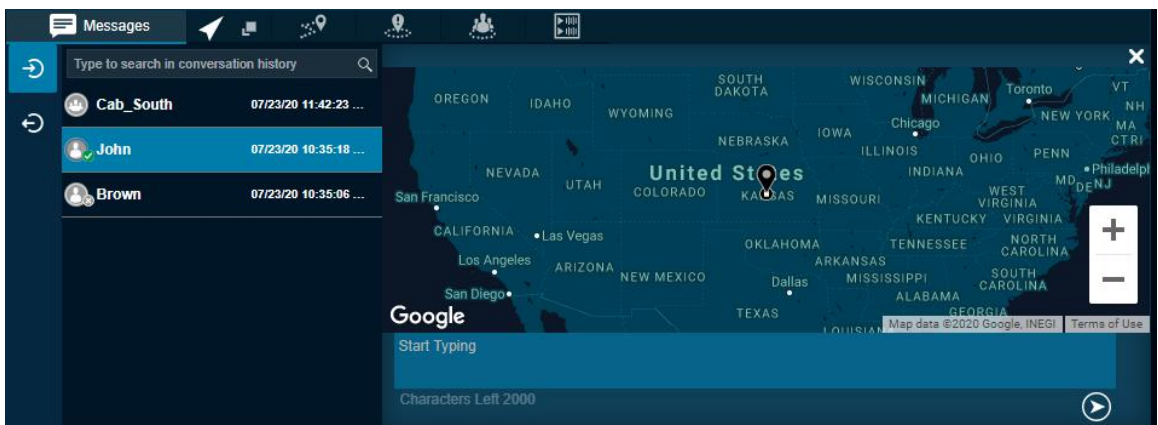 Messages
Type to search in conversation history
Cab_South 07/23/20 11:42:23 ...
John 07/23/20 10:35:18 ...
Brown 07/23/20 10:35:06 ...
OREGON
IDAHO
WYOMING
SOUTH
DAKOTA
WISCONSIN
MICHIGAN
Toronto
VT
NH
NEW YORK
MA
CT RI
Chicago
IOWA
NEBRASKA
ILLINOIS
INDIANA
OHIO
PENN
Philadelph
MD
DE NJ
NEVADA
UTAH
United St es
COLORADO
KANSAS
MISSOURI
WEST
VIRGINIA
KENTUCKY
VIRGINIA
San Francisco
CALIFORNIA
Las Vegas
Los Angeles
ARIZONA
NEW MEXICO
OKLAHOMA
ARKANSAS
TENNESSEE
NORTH
CAROLINA
MISSISSIPPI
SOUTH
CAROLINA
San Diego
Dallas
ALABAMA
TEXAS
GEORGIA
Google
Map data ©2020 Google, INEGI
Terms of Use
Start Typing
Characters Left 2000